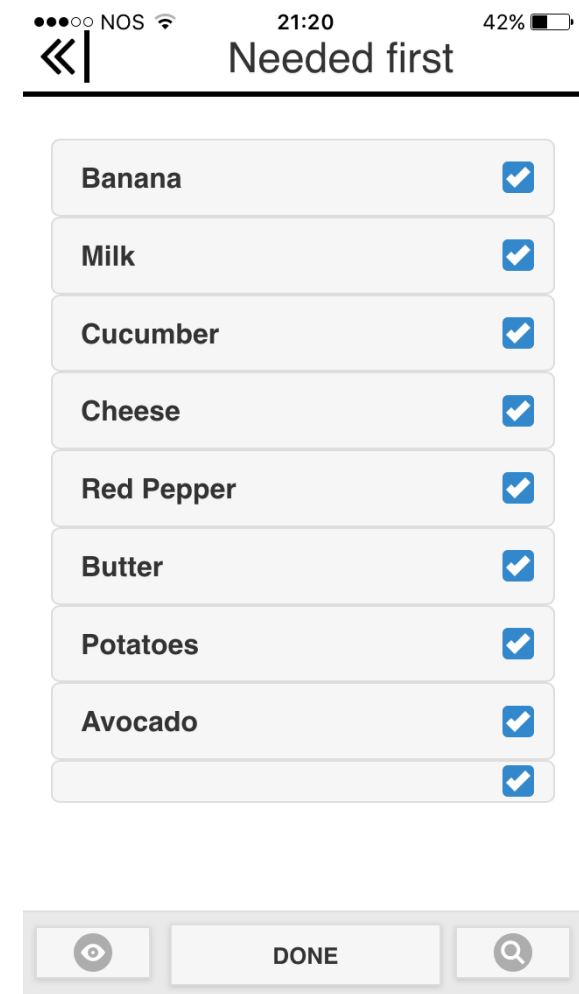 NOS 21:20 42%
Needed first
Banana
Milk
Cucumber
Cheese
Red Pepper
Butter
Potatoes
Avocado
DONE